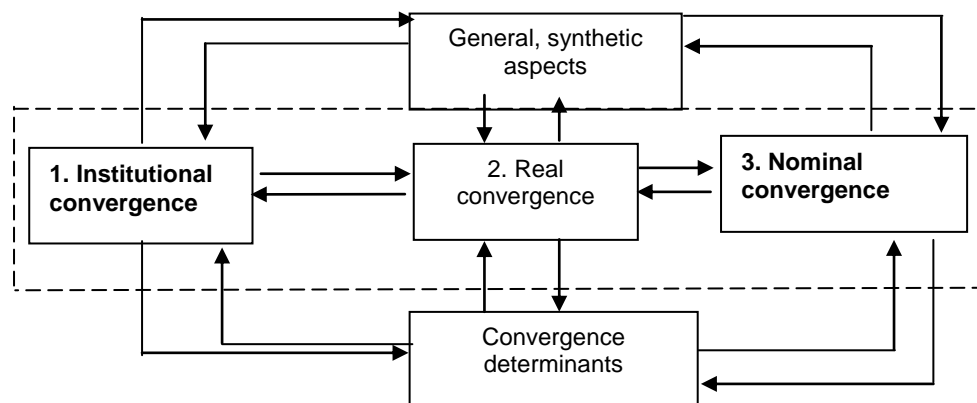 General, synthetic
aspects
1. Institutional
convergence
2. Real
convergence
3. Nominal
convergence
Convergence
determinants